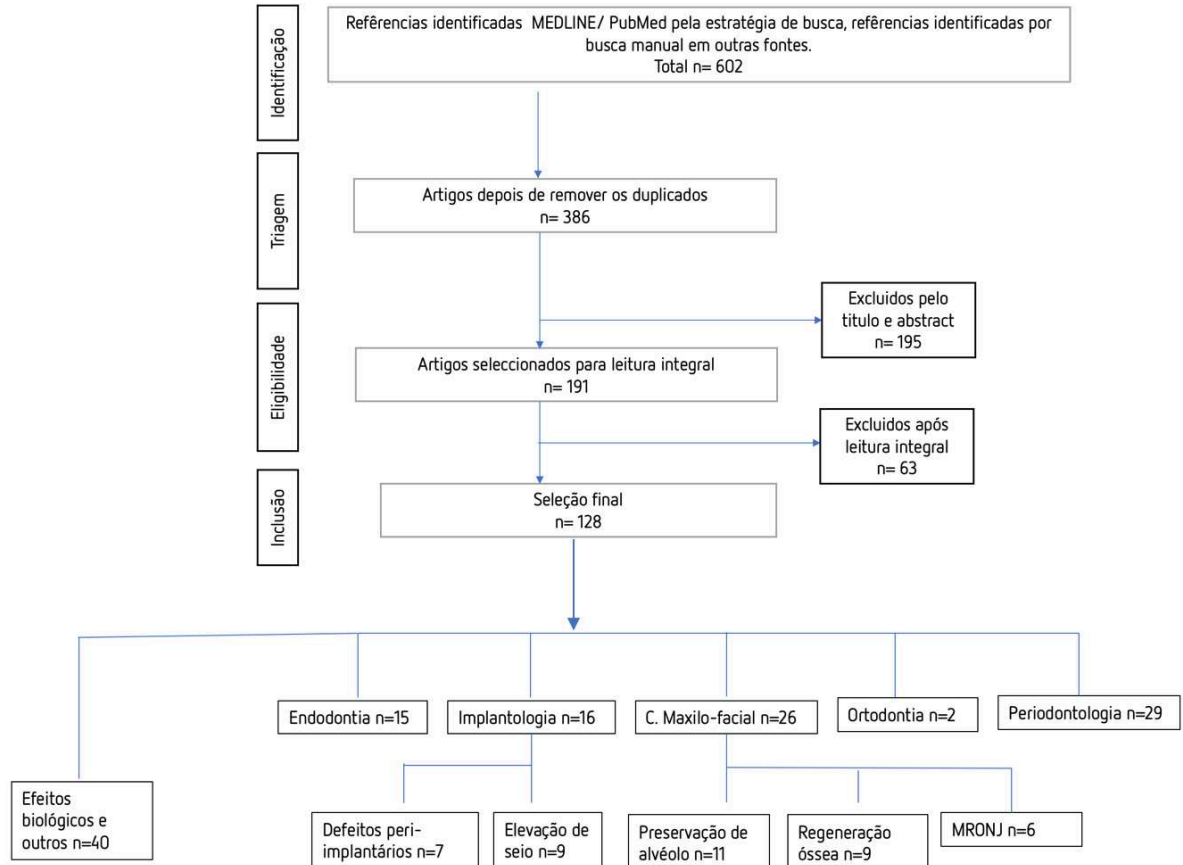 Identificação
Refêrencias identificadas MEDLINE/ PubMed pela estratégia de busca, refêrencias identificadas por
busca manual em outras fontes.
Total n= 602
Triagem
Artigos depois de remover os duplicados
n= 386
Eligibilidade
Excluidos pelo
titulo e abstract
n= 195
Artigos seleccionados para leitura integral
n= 191
Excluidos após
leitura integral
n= 63
Inclusão
Seleção final
n= 128
Endodontia n=15
Implantologia n=16
C. Maxilo-facial n=26
Ortodontia n=2
Periodontologia n=29
Efeitos
biológicos e
outros n=40
Defeitos peri-
implantários n=7
Elevação de
seio n=9
Preservação de
alvéolo n=11
Regeneração
óssea n=9
MRONJ n=6